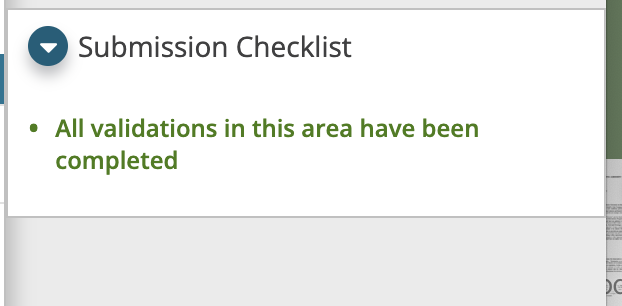 Submission Checklist
• All validations in this area have been
completed